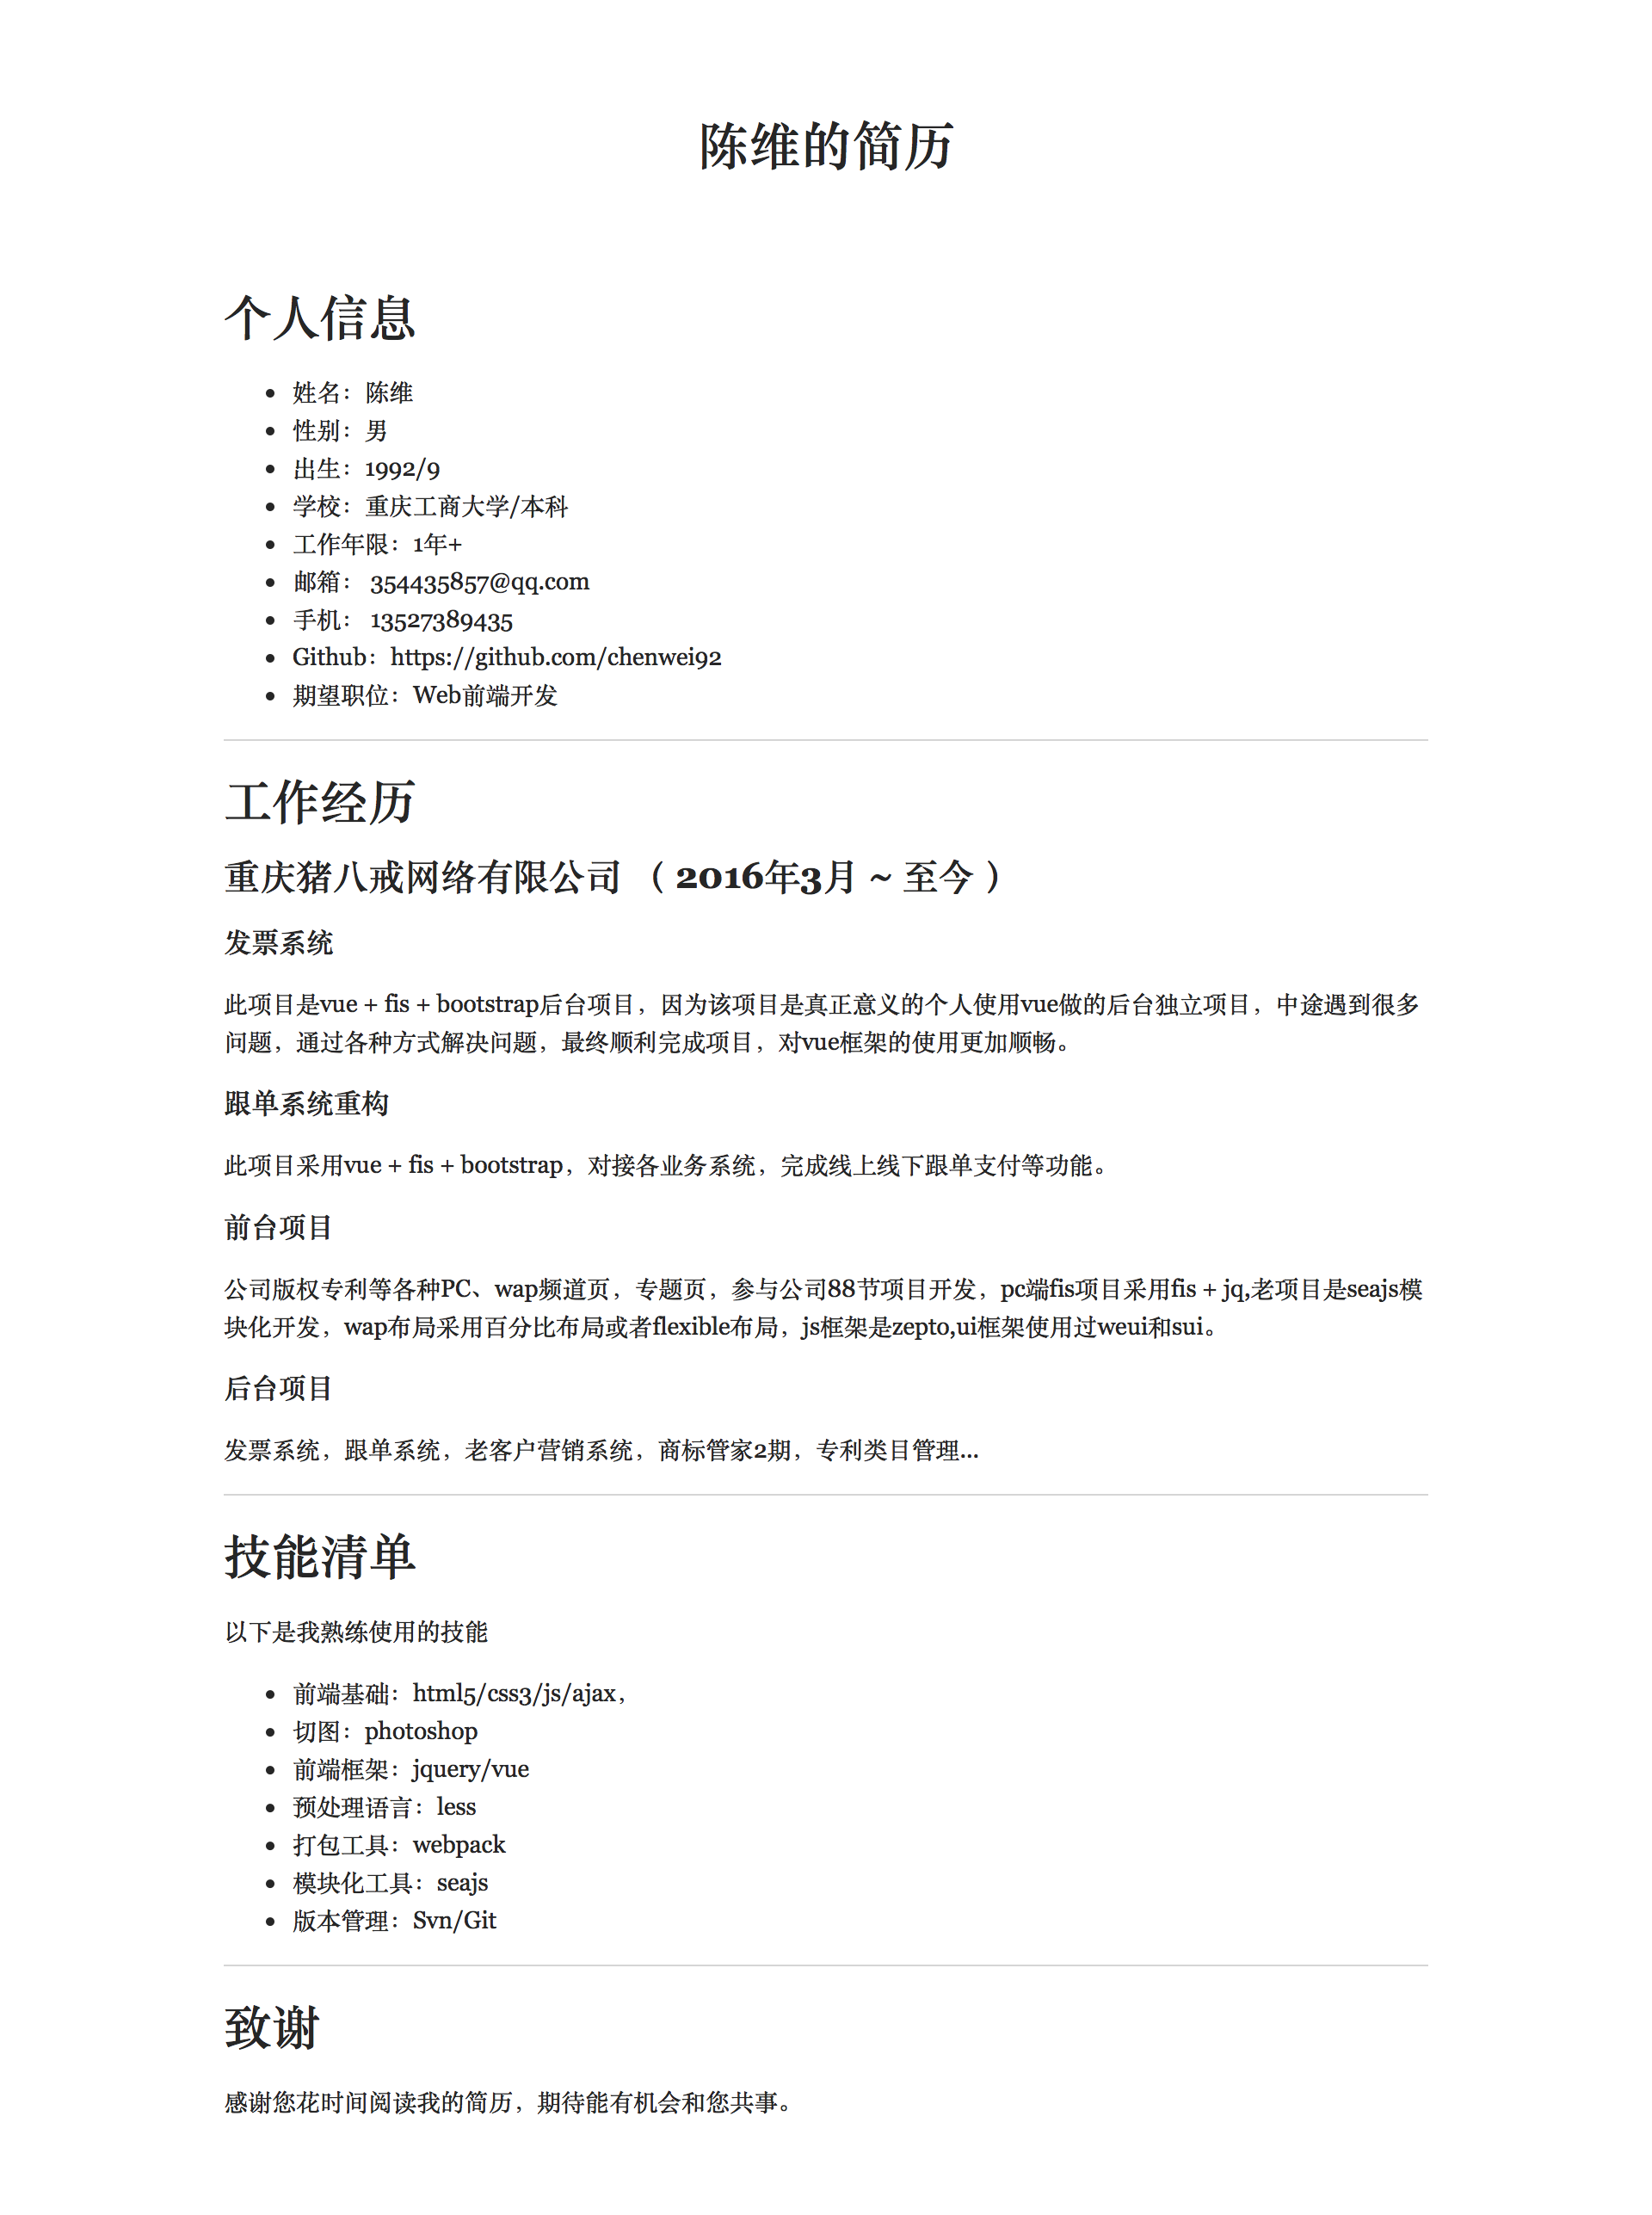 陈维的简历
个人信息
姓名：陈维
性别：男
出生：1992/9
学校：重庆工商大学/本科
工作年限：1年+
邮箱： 354435857@qq.com
手机： 13527389435
Github：https://github.com/chenwei92
期望职位：Web前端开发
工作经历
重庆猪八戒网络有限公司 （ 2016年3月 ~ 至今 ）
发票系统
此项目是vue + fis + bootstrap后台项目，因为该项目是真正意义的个人使用vue做的后台独立项目，中途遇到很多
问题，通过各种方式解决问题，最终顺利完成项目，对vue框架的使用更加顺畅。
跟单系统重构
此项目采用vue + fis + bootstrap，对接各业务系统，完成线上线下跟单支付等功能。
前台项目
公司版权专利等各种PC、wap频道页，专题页，参与公司88节项目开发，pc端fis项目采用fis + jq,老项目是seajs模
块化开发，wap布局采用百分比布局或者flexible布局，js框架是zepto,ui框架使用过weui和sui。
后台项目
发票系统，跟单系统，老客户营销系统，商标管家2期，专利类目管理...
技能清单
以下是我熟练使用的技能
前端基础：html5/css3/js/ajax，
切图：photoshop
前端框架：jquery/vue
预处理语言：less
打包工具：webpack
模块化工具：seajs
版本管理：Svn/Git
致谢
感谢您花时间阅读我的简历，期待能有机会和您共事。